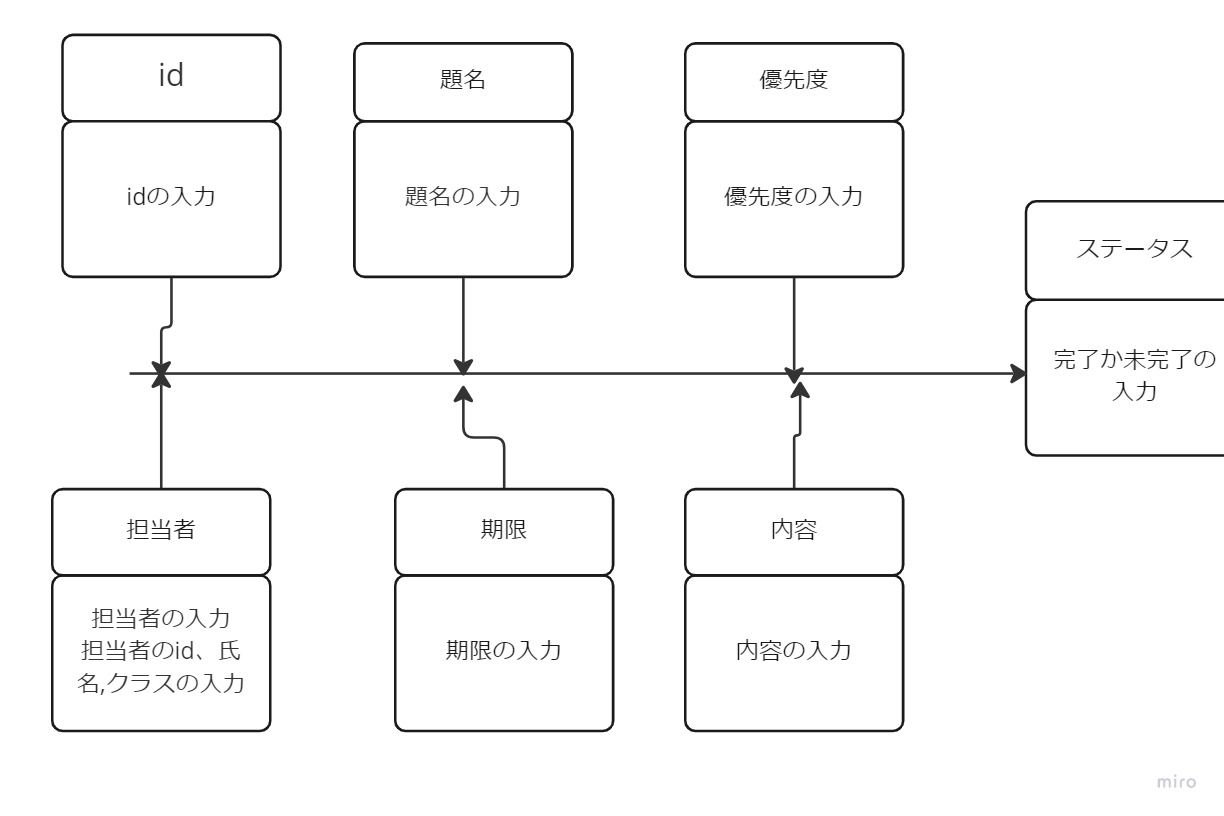 id
idの入力
題名
題名の入力
優先度
優先度の入力
ステータス
完了か未完了の
入力
担当者
担当者の入力
担当者のid、氏
名,クラスの入力
期限
期限の入力
内容
内容の入力
miro